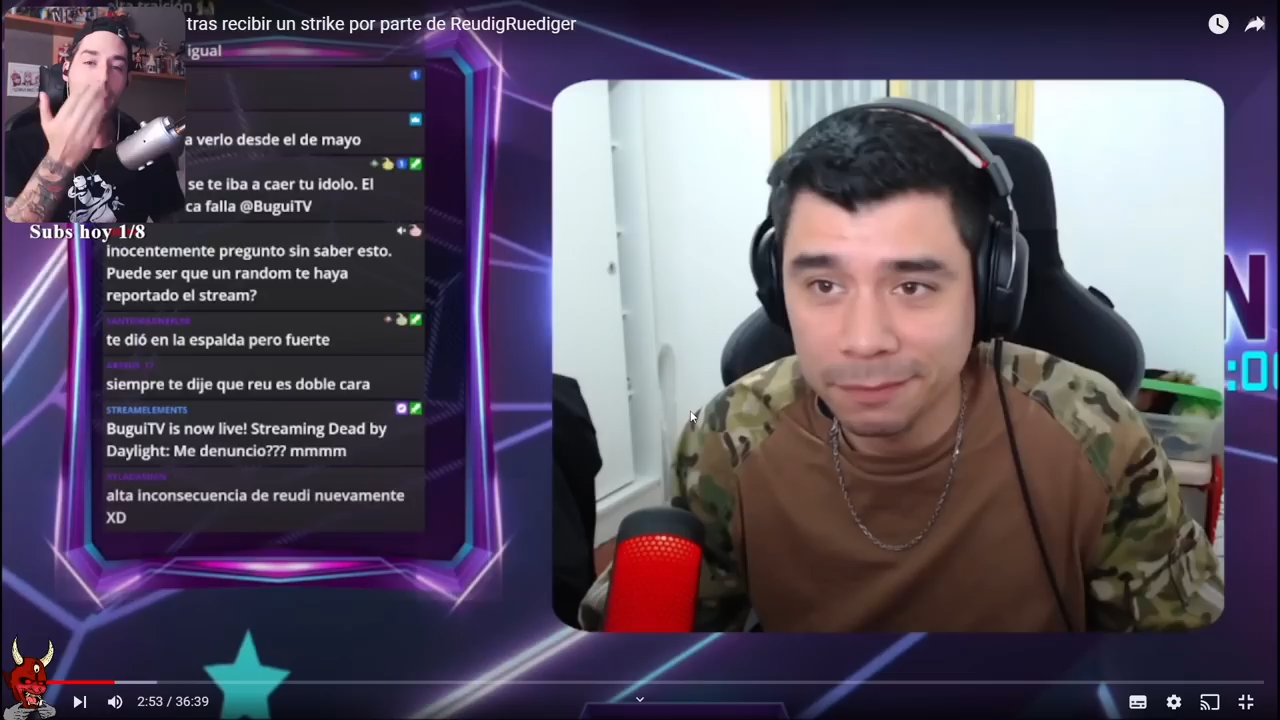 alta traición
tras recibir un strike por parte de ReudigRuediger
igual
a verlo desde el de mayo
se te iba a caer tu idolo. El
ca falla @BuguiTV
Subs hoy 1/8
inocentemente pregunto sin saber esto.
Puede ser que un random te haya
reportado el stream?
te dió en la espalda pero fuerte
siempre te dije que reu es doble cara
STREAMELEMENTS
BuguiTV is now live! Streaming Dead by
Daylight: Me denuncio??? mmmm
alta inconsecuencia de reudi nuevamente
XD
2:53 / 36:39